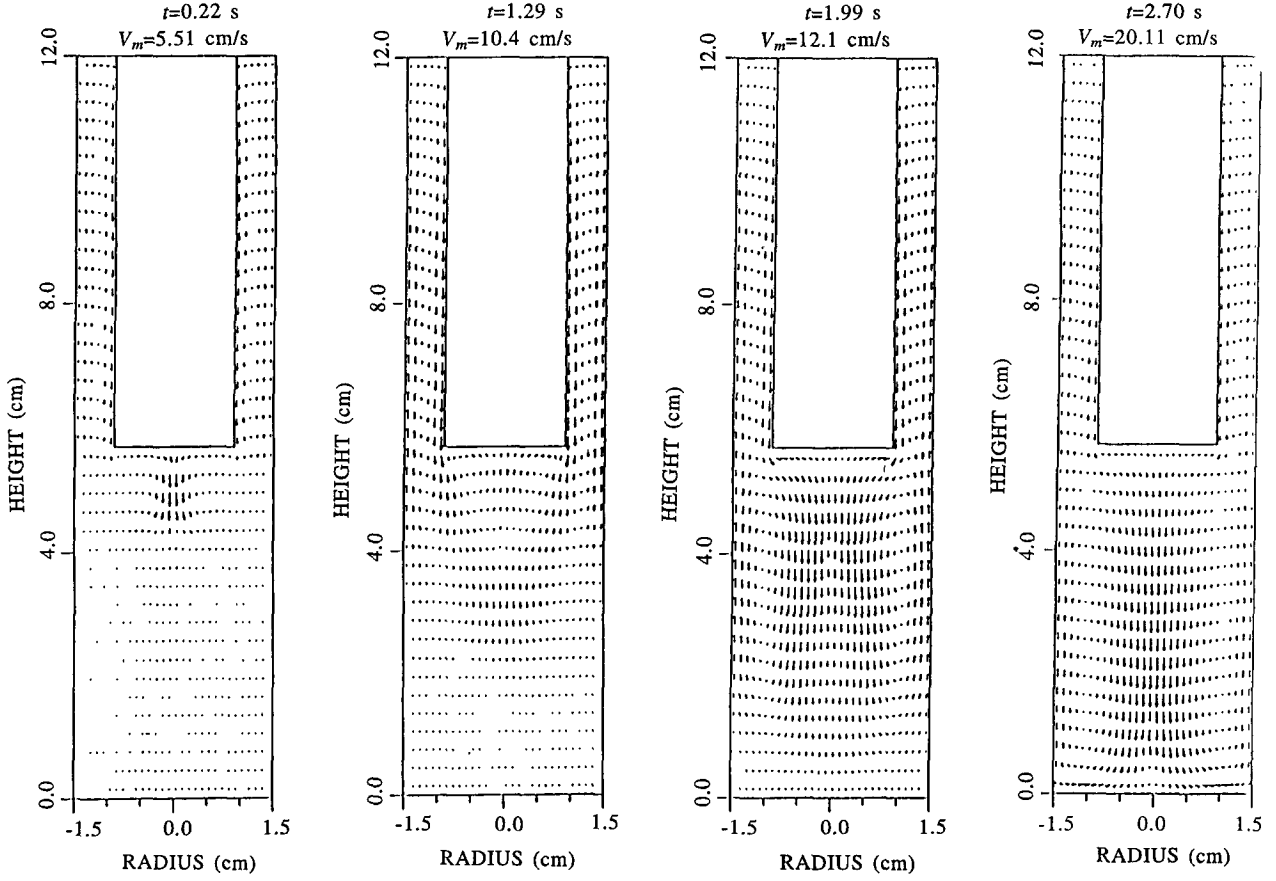 t=0.22 s
V_m=5.51 cm/s
12.0
8.0
4.0
0.0
HEIGHT (cm)
-1.5 0.0 1.5
RADIUS (cm)
t=1.29 s
V_m=10.4 cm/s
12.0
8.0
4.0
0.0
HEIGHT (cm)
-1.5 0.0 1.5
RADIUS (cm)
t=1.99 s
V_m=12.1 cm/s
12.0
8.0
4.0
0.0
HEIGHT (cm)
-1.5 0.0 1.5
RADIUS (cm)
t=2.70 s
V_m=20.11 cm/s
12.0
8.0
4.0
0.0
HEIGHT (cm)
-1.5 0.0 1.5
RADIUS (cm)